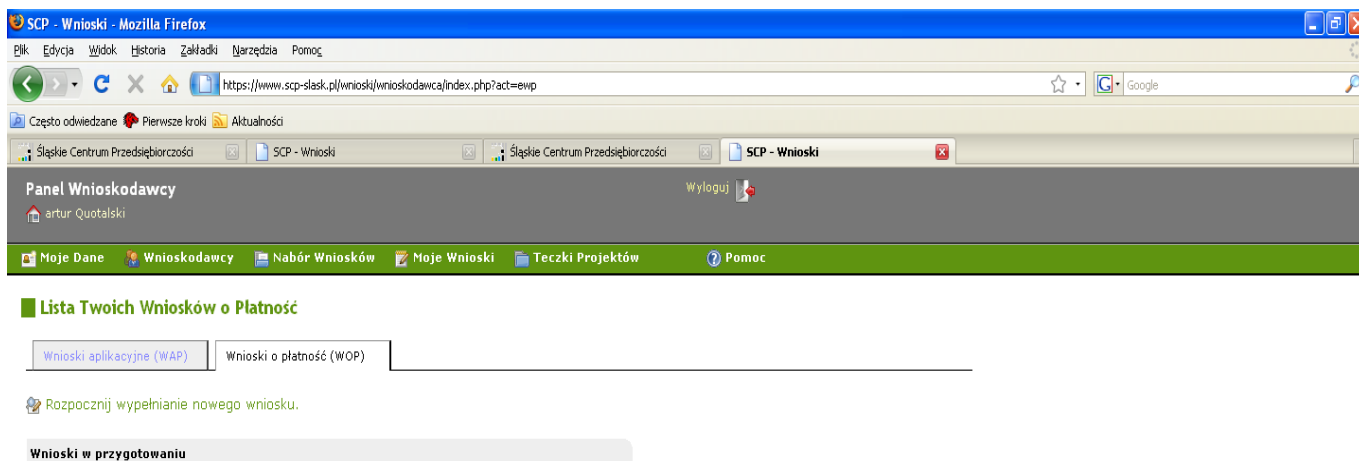 SCP - Wnioski - Mozilla Firefox
Plik Edycja Widok Historia Zakładki Narzędzia Pomoc
https://www.scp-slask.pl/wnioski/wnioskodawca/index.php?act=ewp
G Google
Często odwiedzane Pierwsze kroki Aktualności
Śląskie Centrum Przedsiębiorczości SCP - Wnioski Śląskie Centrum Przedsiębiorczości SCP - Wnioski
Panel Wnioskodawcy Wyloguj
artur Quotalski
Moje Dane Wnioskodawcy Nabór Wniosków Moje Wnioski Teczki Projektów Pomoc
Lista Twoich Wniosków o Płatność
Wnioski aplikacyjne (WAP) Wnioski o płatność (WOP)
Rozpocznij wypełnianie nowego wniosku.
Wnioski w przygotowaniu